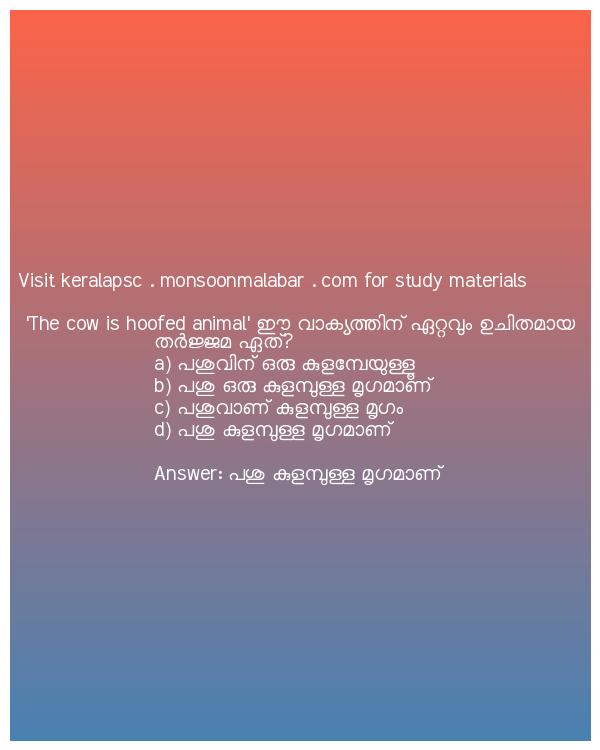 Visit keralapsc . monsoonmalabar . com for study materials
'The cow is hoofed animal' ഈ വാക്യത്തിന് ഏറ്റവും ഉചിതമായ
തർജ്ജമ ഏത്?
a) പശുവിന് ഒരു കുളമ്പേയുള്ളൂ
b) പശു ഒരു കുളമ്പുള്ള മൃഗമാണ്
c) പശുവാണ് കുളമ്പുള്ള മൃഗം
d) പശു കുളമ്പുള്ള മൃഗമാണ്
Answer: പശു കുളമ്പുള്ള മൃഗമാണ്